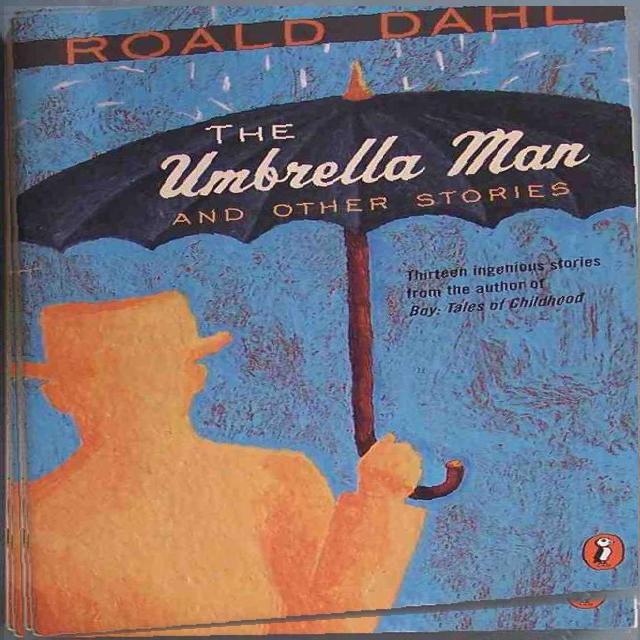 ROALD DAHL
THE
Umbrella Man
AND OTHER STORIES
Thirteen ingenious stories
from the author of
Boy: Tales of Childhood